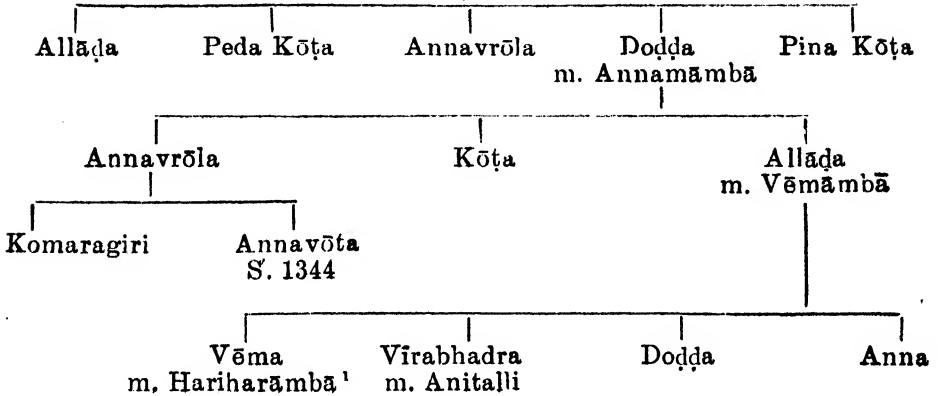 Allāḍa Peda Kōṭa Annavrōla Doḍḍa Pina Kōṭa
m. Annamāmbā
Annavrōla Kōṭa Allāḍa
m. Vēmāmbā
Komaragiri Annavōta
S'. 1344
Vēma Vīrabhadra Doḍḍa Anna
m. Hariharāmbā¹ m. Anitalli